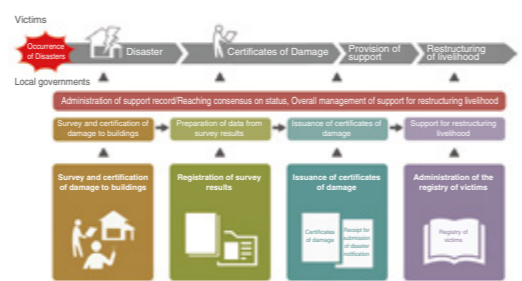 Victims
Occurrence
of Disasters
Disaster
Certificates of Damage
Provision of
support
Restructuring
of livelihood
Local governments
Administration of support record/Reaching consensus on status, Overall management of support for restructuring livelihood
Survey and certification of
damage to buildings
Preparation of data from
survey results
Issuance of certificates of
damage
Support for restructuring
livelihood
Survey and certification
of damage to buildings
Registration of survey
results
Issuance of certificates
of damage
Administration of the
registry of victims
Certificates
of damage
Receipt for
submission
of disaster
notification
Registry of
victims